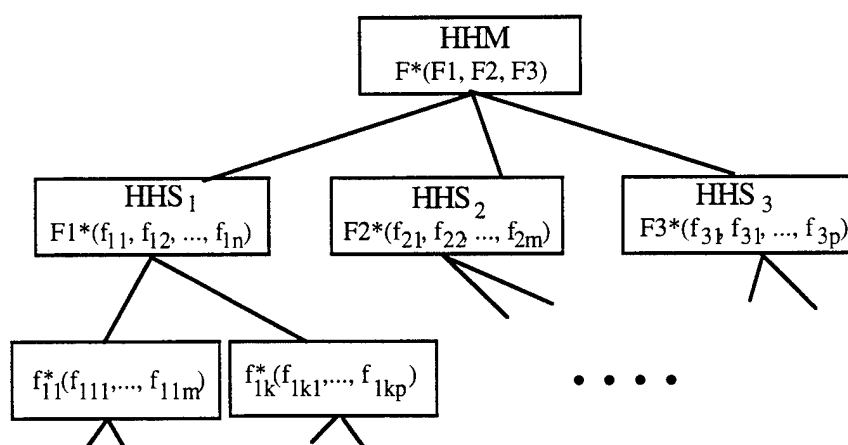 HHM
F*(F1, F2, F3)
HHS₁
F1*(f₁₁, f₁₂, ..., f₁ₙ)
HHS₂
F2*(f₂₁, f₂₂, ..., f₂ₘ)
HHS₃
F3*(f₃₁, f₃₁, ..., f₃ₚ)
f*₁₁(f₁₁₁,..., f₁₁ₘ)
f*₁ₖ(f₁ₖ₁,..., f₁ₖₚ)
. . . .